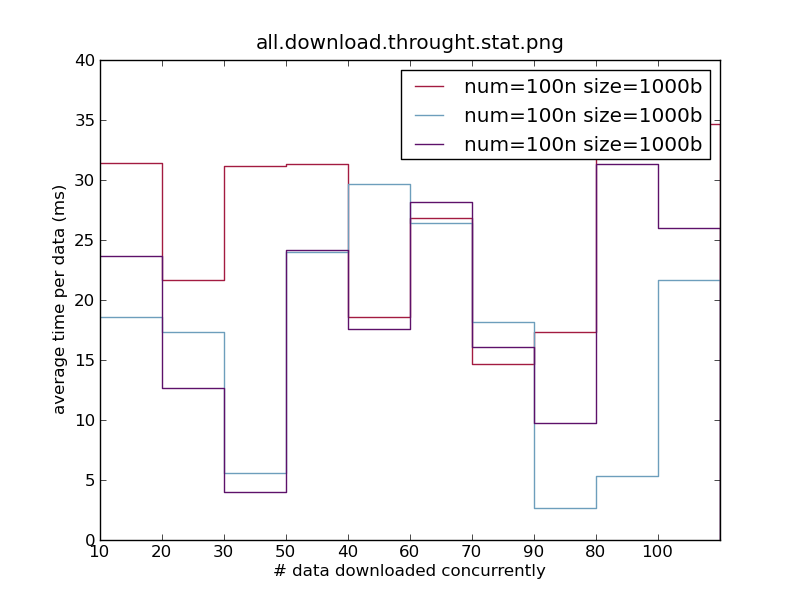 all.download.throught.stat.png
40
num=100n size=1000b
num=100n size=1000b
num=100n size=1000b
35
30
25
20
15
10
5
0
average time per data (ms)
10 20 30 50 40 60 70 90 80 100
# data downloaded concurrently